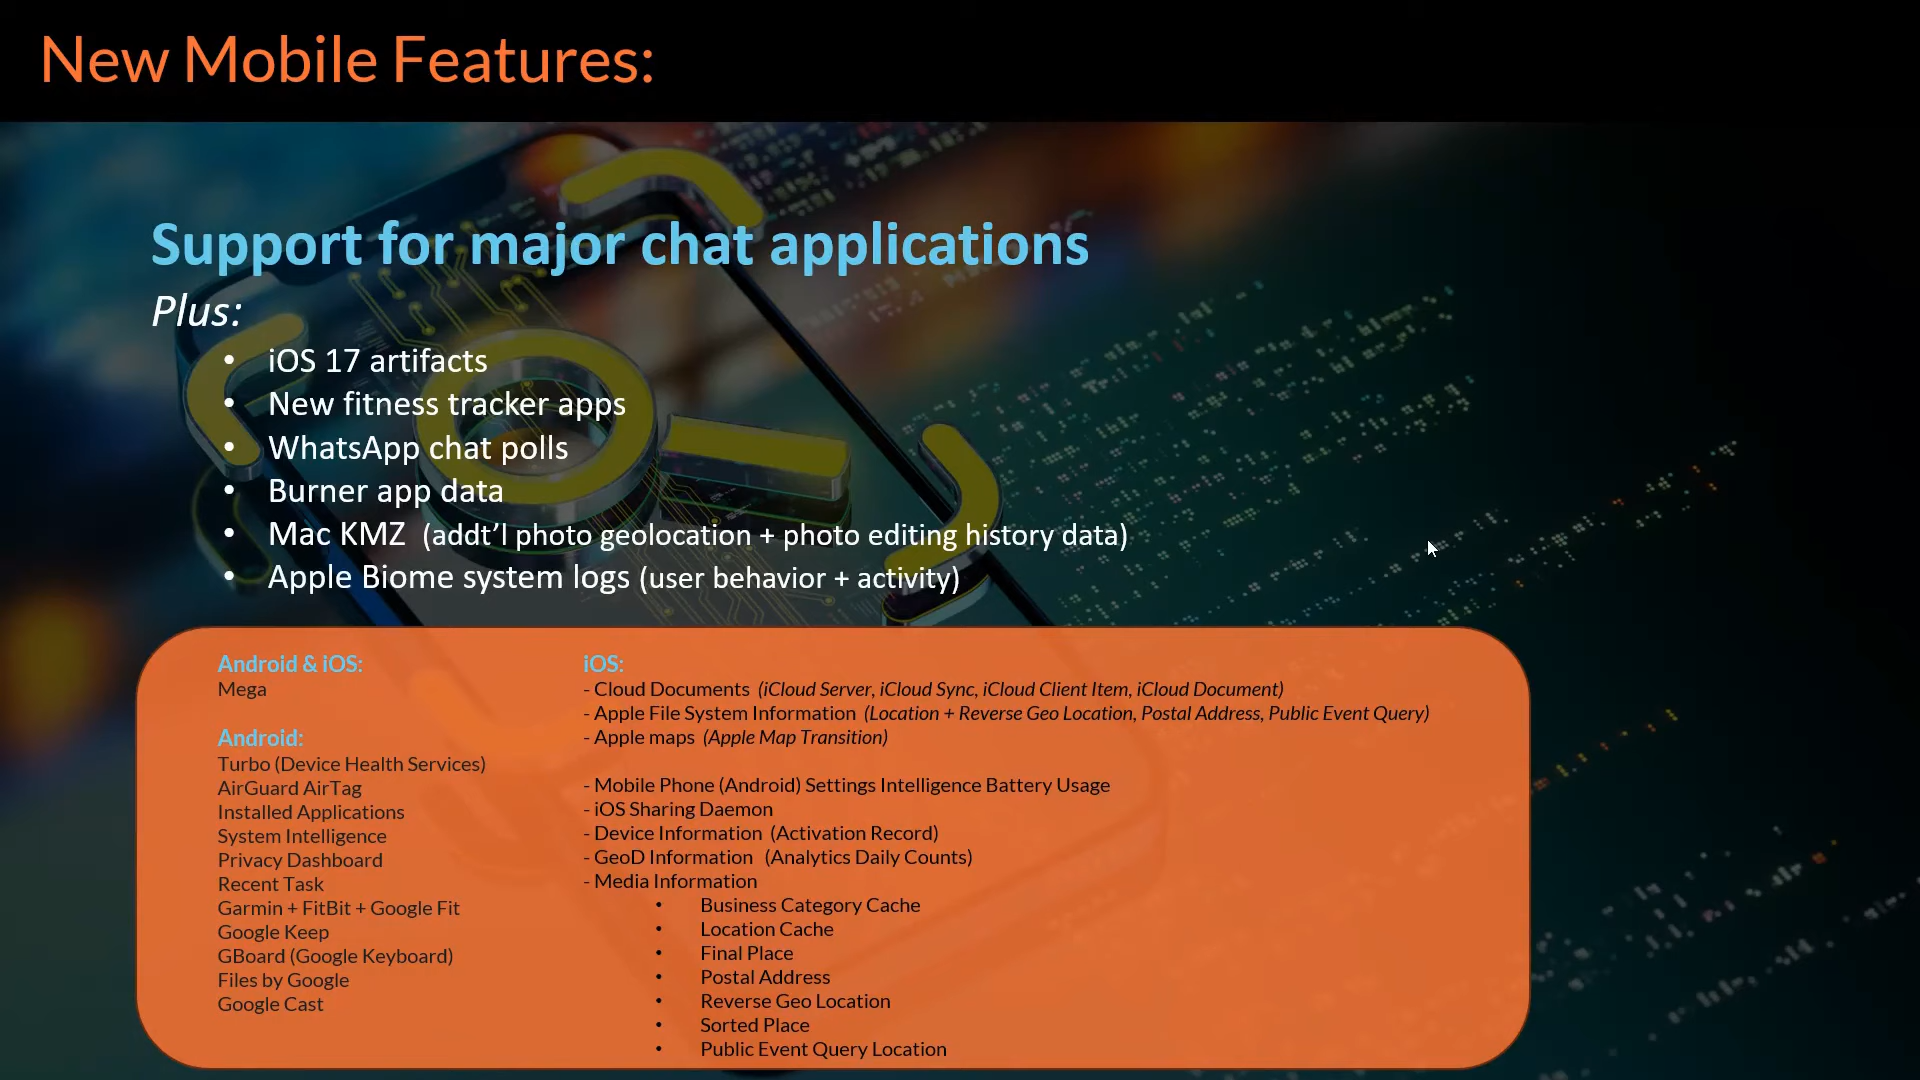 New Mobile Features:
Support for major chat applications
Plus:
• iOS 17 artifacts
• New fitness tracker apps
• WhatsApp chat polls
• Burner app data
• Mac KMZ (addt’l photo geolocation + photo editing history data)
• Apple Biome system logs (user behavior + activity)
Android & iOS:
Mega
Android:
Turbo (Device Health Services)
AirGuard AirTag
Installed Applications
System Intelligence
Privacy Dashboard
Recent Task
Garmin + FitBit + Google Fit
Google Keep
GBoard (Google Keyboard)
Files by Google
Google Cast
iOS:
- Cloud Documents (iCloud Server, iCloud Sync, iCloud Client Item, iCloud Document)
- Apple File System Information (Location + Reverse Geo Location, Postal Address, Public Event Query)
- Apple maps (Apple Map Transition)
- Mobile Phone (Android) Settings Intelligence Battery Usage
- iOS Sharing Daemon
- Device Information (Activation Record)
- GeoD Information (Analytics Daily Counts)
- Media Information
• Business Category Cache
• Location Cache
• Final Place
• Postal Address
• Reverse Geo Location
• Sorted Place
• Public Event Query Location